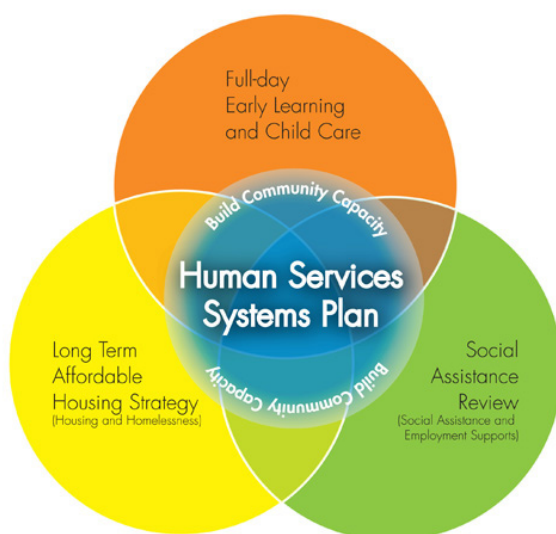 Full-day
Early Learning
and Child Care
Build Community Capacity
Human Services
Systems Plan
Build Community Capacity
Long Term
Affordable
Housing Strategy
(Housing and Homelessness)
Social
Assistance
Review
(Social Assistance and
Employment Supports)